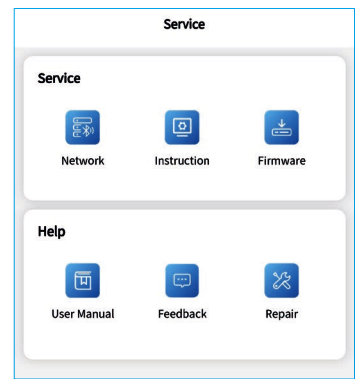 Service
Service
Network Instruction Firmware
Help
User Manual Feedback Repair